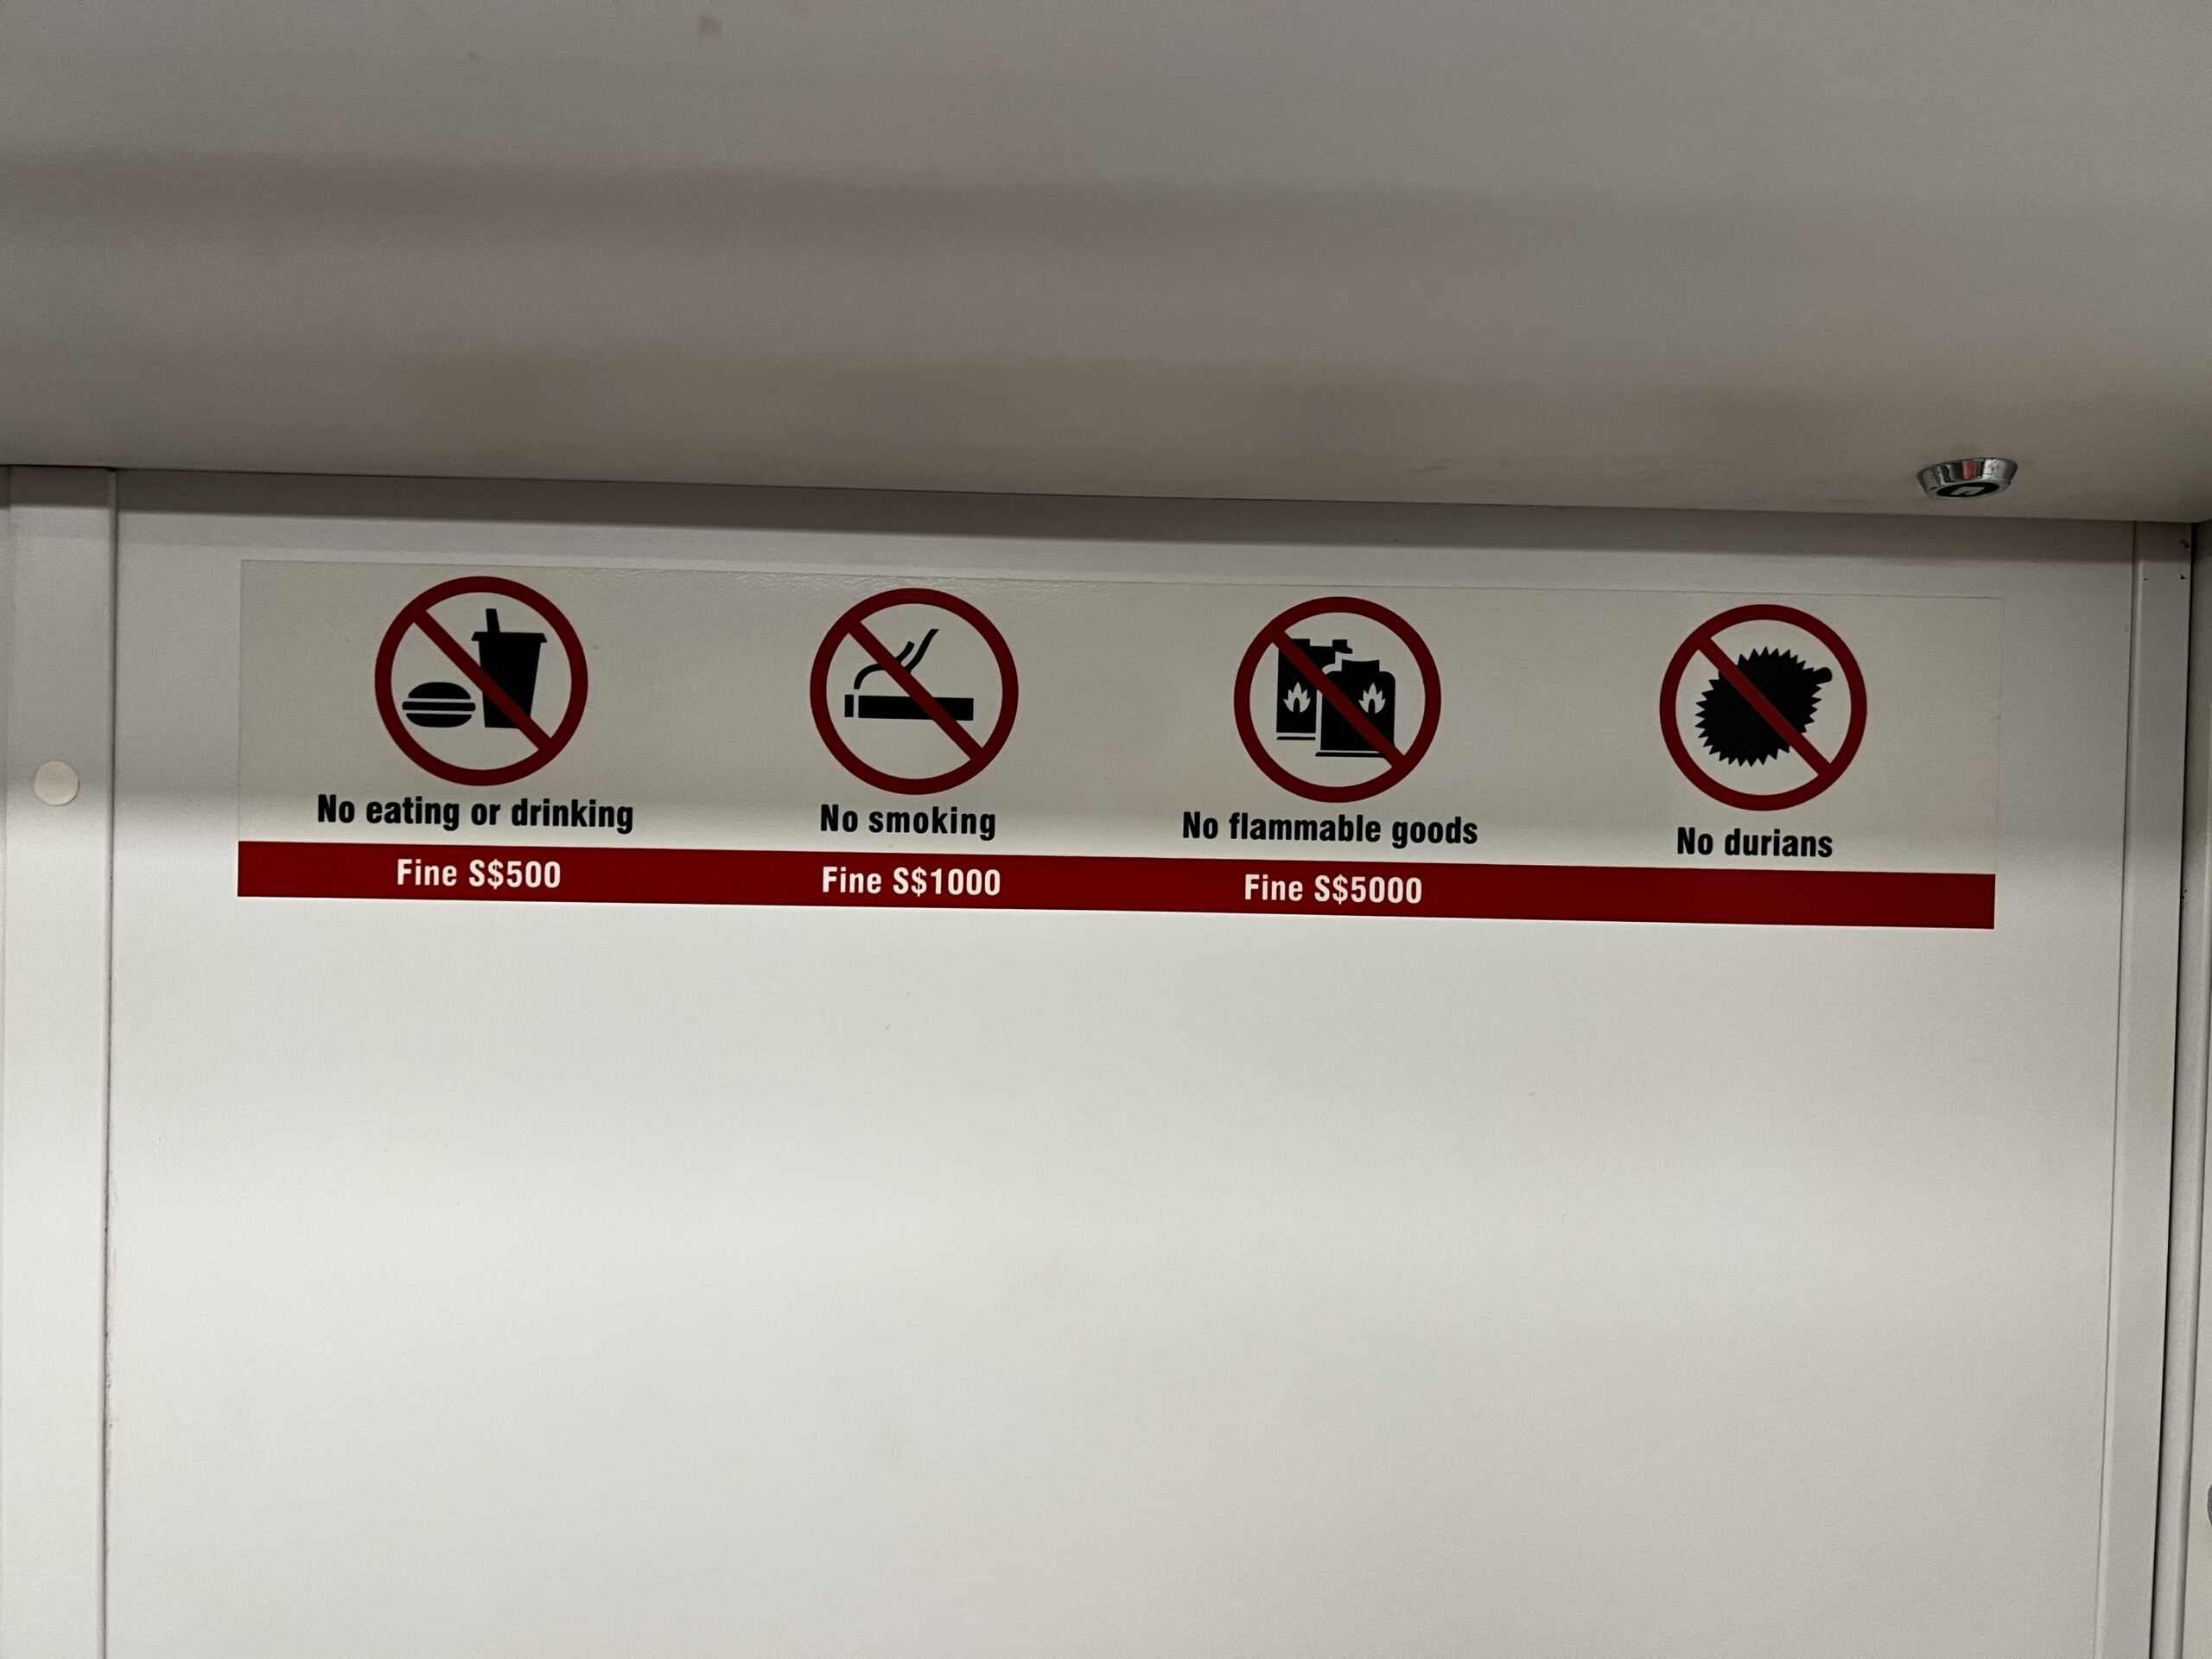 No eating or drinking
No smoking
No flammable goods
No durians
Fine S$500
Fine S$1000
Fine S$5000